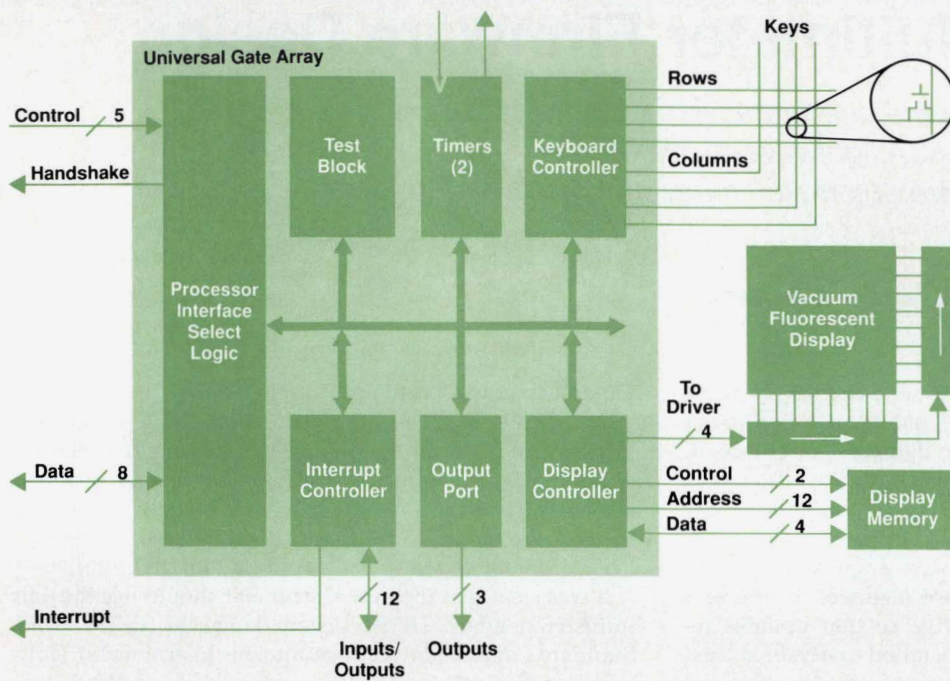 Keys
Universal Gate Array
Rows
Control 5
Test
Block
Timers
(2)
Keyboard
Controller
Handshake
Columns
Processor
Interface
Select
Logic
Vacuum
Fluorescent
Display
To
Driver
4
Data 8
Interrupt
Controller
Output
Port
Display
Controller
Control 2
Address 12
Data 4
Display
Memory
12
3
Interrupt
Inputs/
Outputs
Outputs